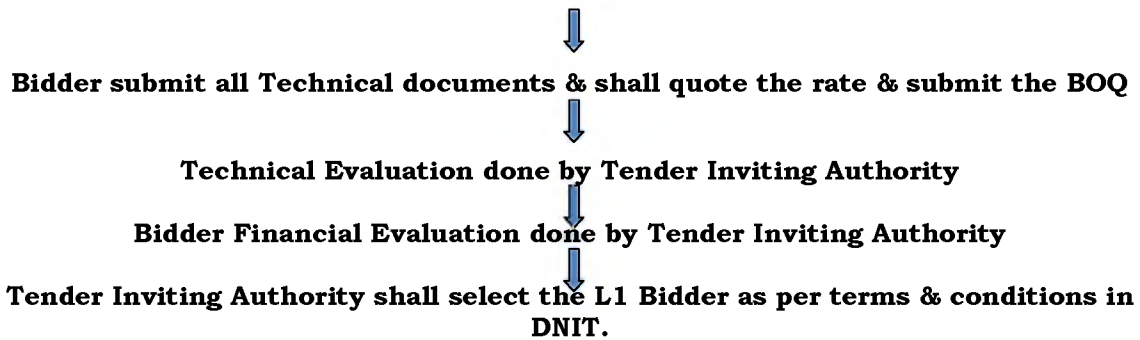 Bidder submit all Technical documents & shall quote the rate & submit the BOQ
Technical Evaluation done by Tender Inviting Authority
Bidder Financial Evaluation done by Tender Inviting Authority
Tender Inviting Authority shall select the L1 Bidder as per terms & conditions in
DNIT.